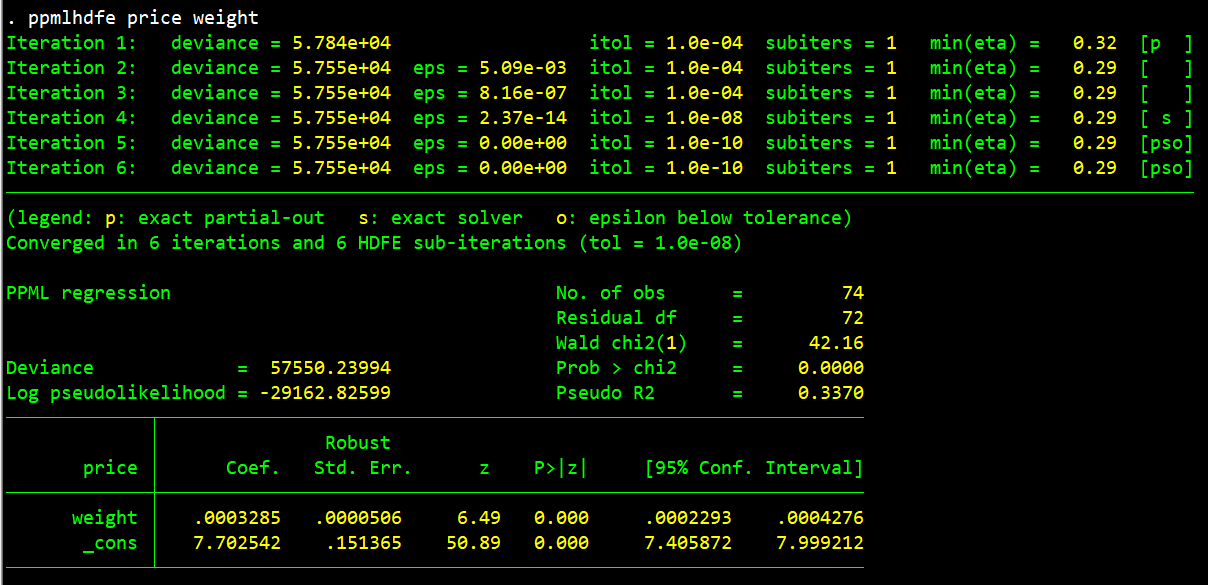 . ppmlhdfe price weight
Iteration 1:   deviance = 5.784e+04                  itol = 1.0e-04  subiters = 1   min(eta) =   0.32  [p  ]
Iteration 2:   deviance = 5.755e+04  eps = 5.09e-03  itol = 1.0e-04  subiters = 1   min(eta) =   0.29  [   ]
Iteration 3:   deviance = 5.755e+04  eps = 8.16e-07  itol = 1.0e-04  subiters = 1   min(eta) =   0.29  [   ]
Iteration 4:   deviance = 5.755e+04  eps = 2.37e-14  itol = 1.0e-08  subiters = 1   min(eta) =   0.29  [ s ]
Iteration 5:   deviance = 5.755e+04  eps = 0.00e+00  itol = 1.0e-10  subiters = 1   min(eta) =   0.29  [pso]
Iteration 6:   deviance = 5.755e+04  eps = 0.00e+00  itol = 1.0e-10  subiters = 1   min(eta) =   0.29  [pso]
(legend: p: exact partial-out   s: exact solver   o: epsilon below tolerance)
Converged in 6 iterations and 6 HDFE sub-iterations (tol = 1.0e-08)
PPML regression                                   No. of obs      =         74
                                                  Residual df     =         72
                                                  Wald chi2(1)    =      42.16
Deviance             =  57550.23994               Prob > chi2     =     0.0000
Log pseudolikelihood = -29162.82599               Pseudo R2       =     0.3370
                             Robust
       price        Coef.   Std. Err.      z    P>|z|     [95% Conf. Interval]
      weight     .0003285   .0000506     6.49   0.000     .0002293    .0004276
       _cons     7.702542    .151365    50.89   0.000     7.405872    7.999212